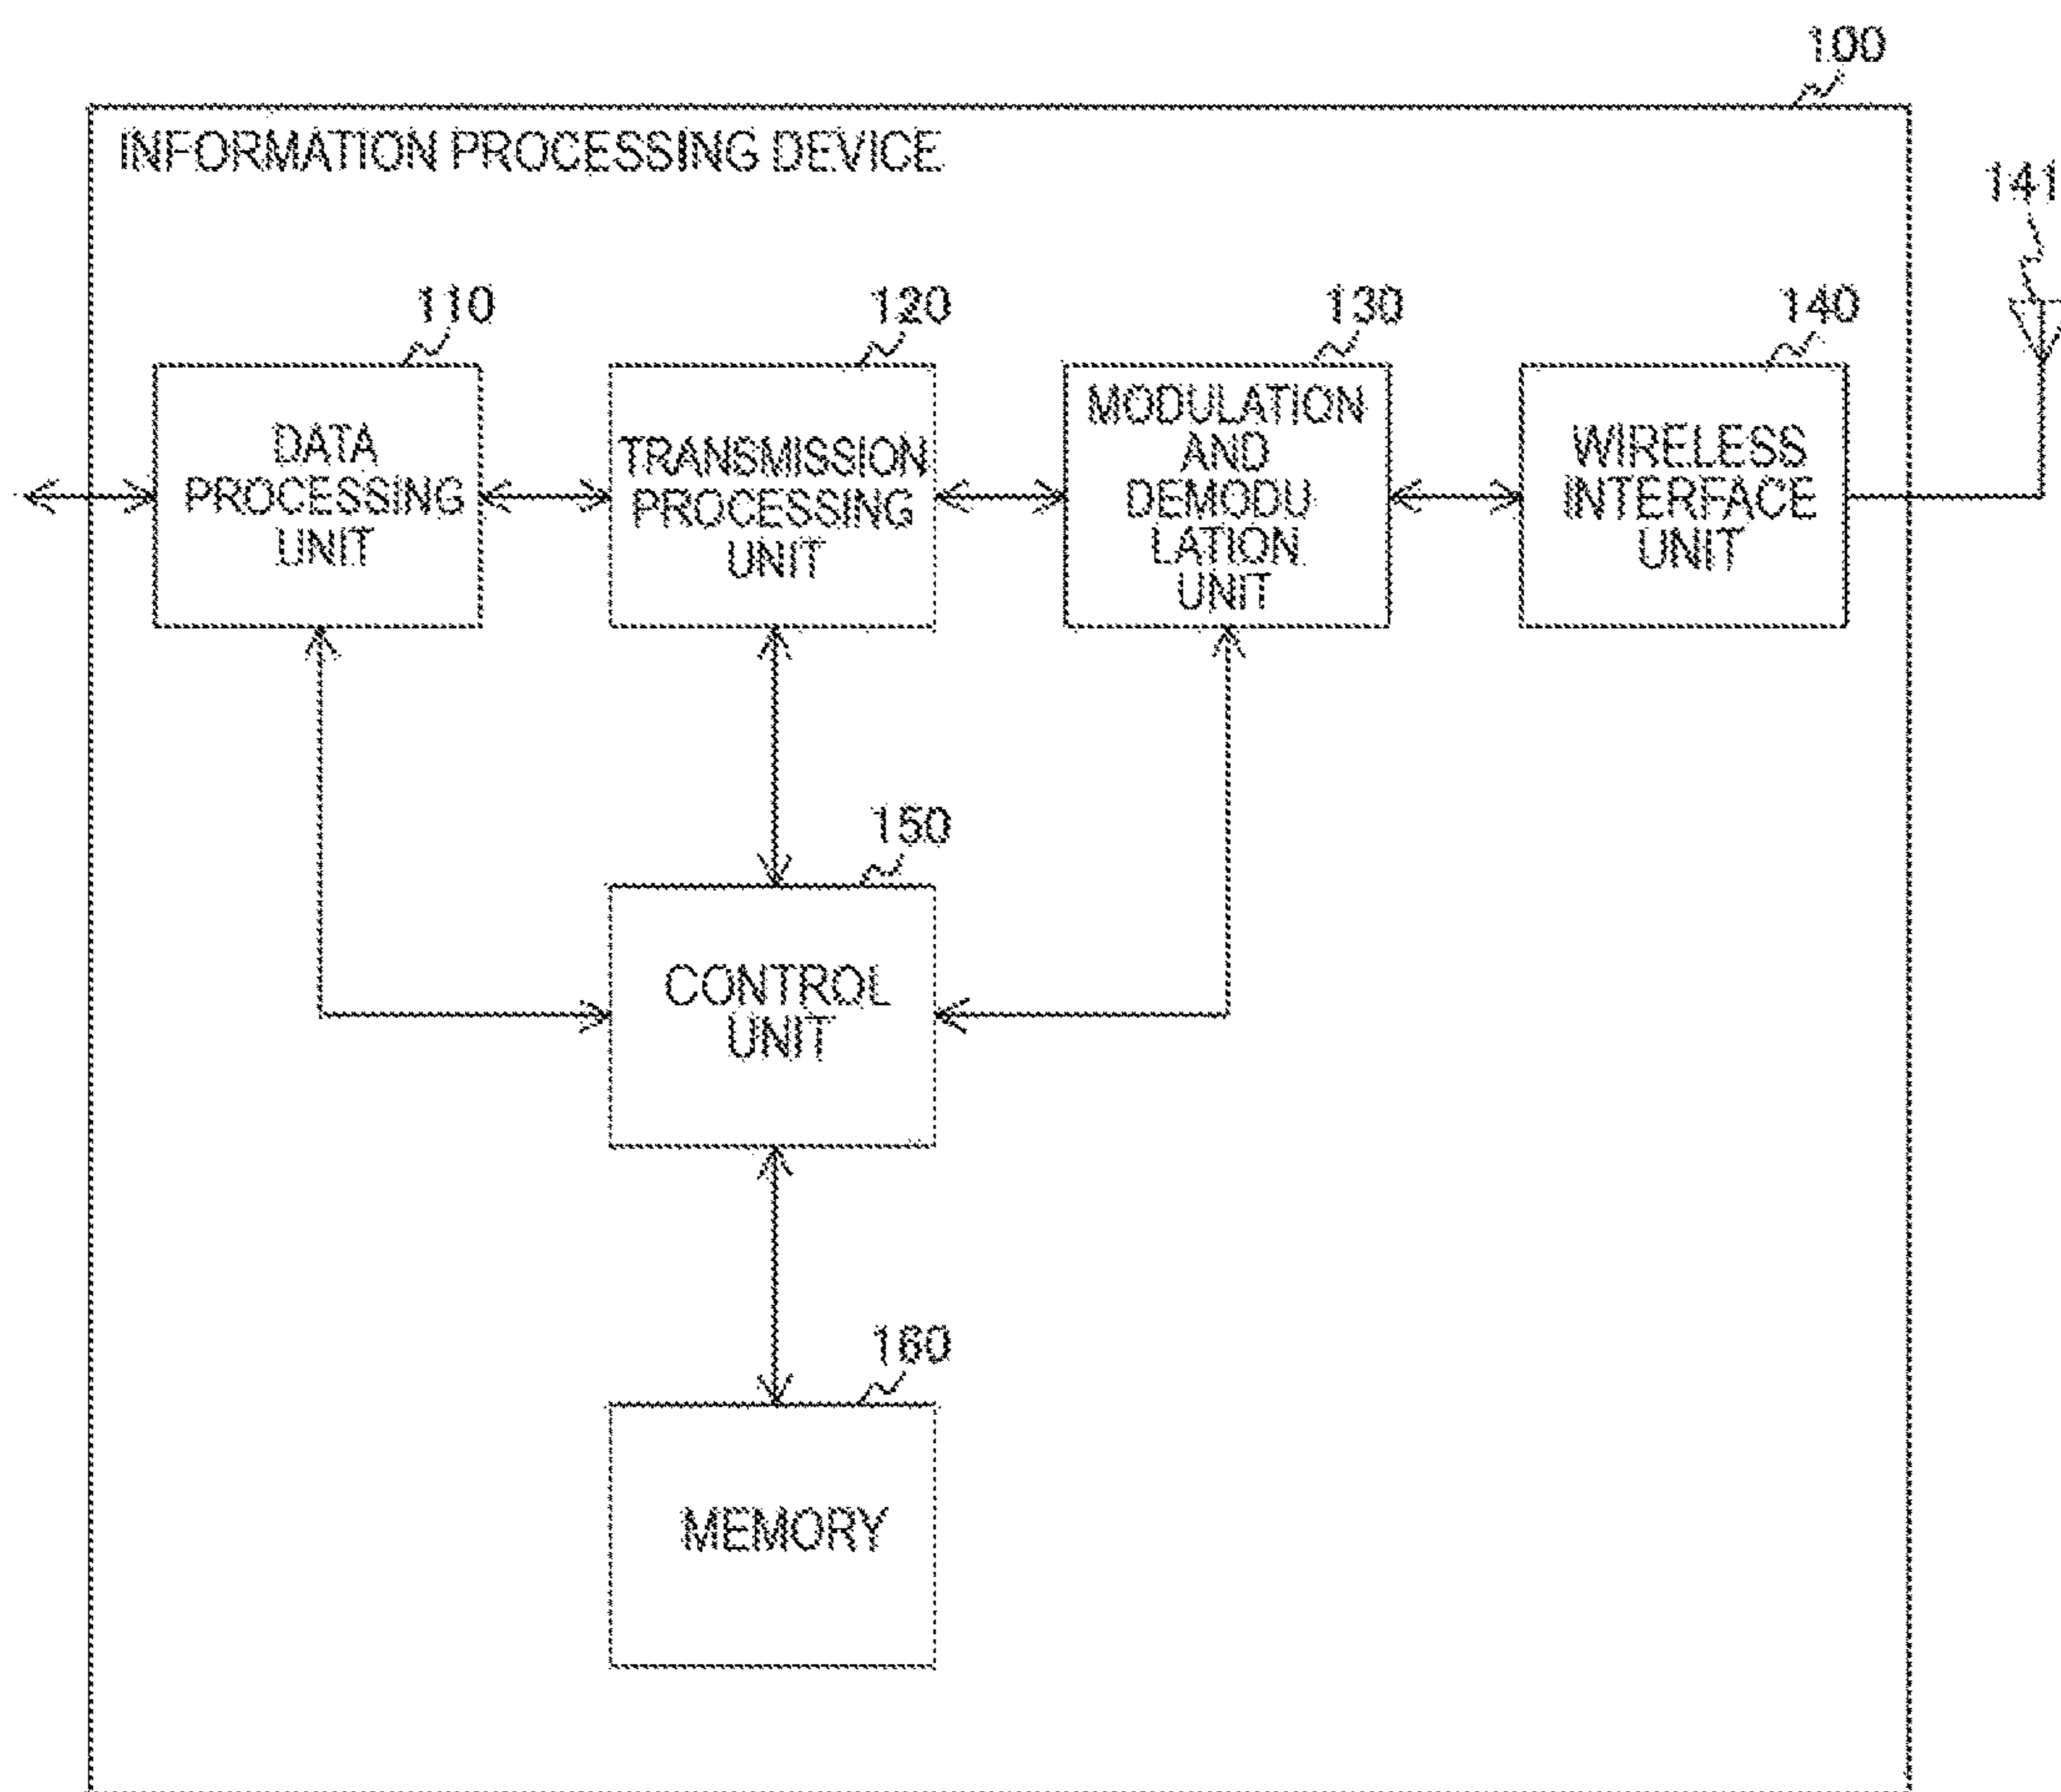 100
INFORMATION PROCESSING DEVICE
141
110
120
130
140
DATA
PROCESSING
UNIT
TRANSMISSION
PROCESSING
UNIT
MODULATION
AND
DEMODU
LATION
UNIT
WIRELESS
INTERFACE
UNIT
150
CONTROL
UNIT
160
MEMORY